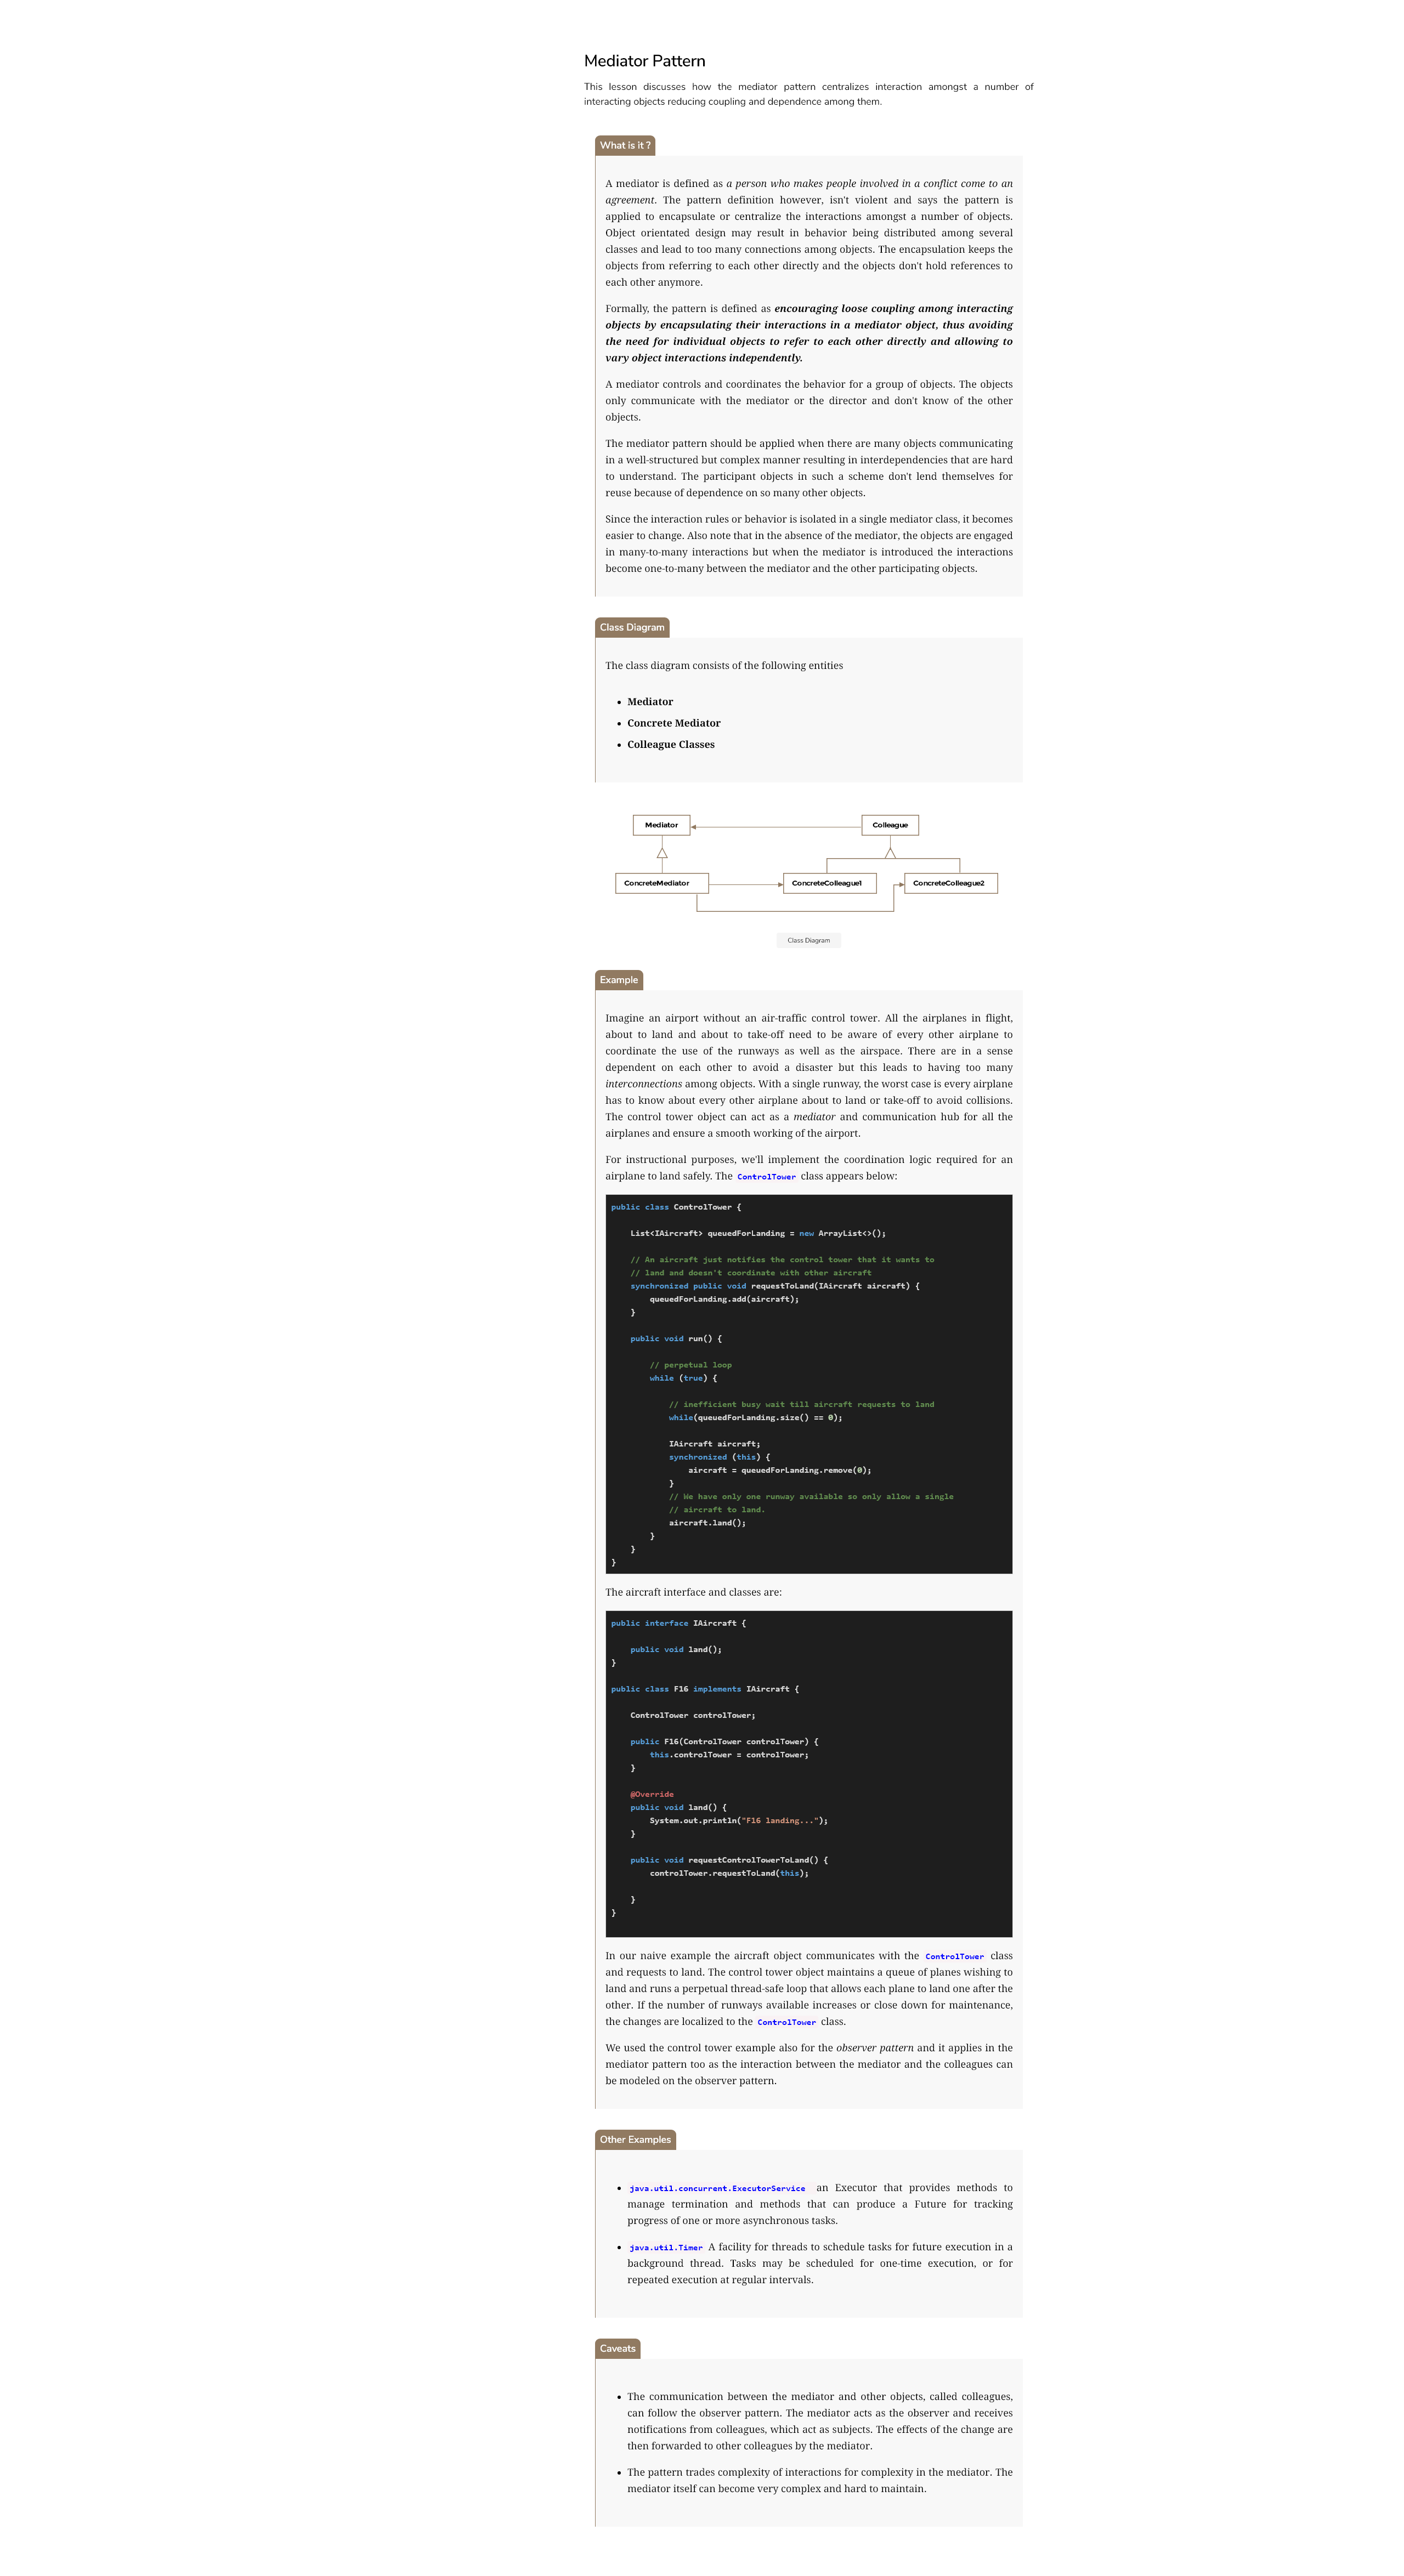 Mediator Pattern
This lesson discusses how the mediator pattern centralizes interaction amongst a number of
interacting objects reducing coupling and dependence among them.
What is it ?
A mediator is defined as a person who makes people involved in a conflict come to an
agreement. The pattern definition however, isn't violent and says the pattern is
applied to encapsulate or centralize the interactions amongst a number of objects.
Object orientated design may result in behavior being distributed among several
classes and lead to too many connections among objects. The encapsulation keeps the
objects from referring to each other directly and the objects don't hold references to
each other anymore.
Formally, the pattern is defined as encouraging loose coupling among interacting
objects by encapsulating their interactions in a mediator object, thus avoiding
the need for individual objects to refer to each other directly and allowing to
vary object interactions independently.
A mediator controls and coordinates the behavior for a group of objects. The objects
only communicate with the mediator or the director and don't know of the other
objects.
The mediator pattern should be applied when there are many objects communicating
in a well-structured but complex manner resulting in interdependencies that are hard
to understand. The participant objects in such a scheme don't lend themselves for
reuse because of dependence on so many other objects.
Since the interaction rules or behavior is isolated in a single mediator class, it becomes
easier to change. Also note that in the absence of the mediator, the objects are engaged
in many-to-many interactions but when the mediator is introduced the interactions
become one-to-many between the mediator and the other participating objects.
Class Diagram
The class diagram consists of the following entities
• Mediator
• Concrete Mediator
• Colleague Classes
Mediator
Colleague
ConcreteMediator
ConcreteColleague1
ConcreteColleague2
Class Diagram
Example
Imagine an airport without an air-traffic control tower. All the airplanes in flight,
about to land and about to take-off need to be aware of every other airplane to
coordinate the use of the runways as well as the airspace. There are in a sense
dependent on each other to avoid a disaster but this leads to having too many
interconnections among objects. With a single runway, the worst case is every airplane
has to know about every other airplane about to land or take-off to avoid collisions.
The control tower object can act as a mediator and communication hub for all the
airplanes and ensure a smooth working of the airport.
For instructional purposes, we'll implement the coordination logic required for an
airplane to land safely. The ControlTower class appears below:
public class ControlTower {
List<IAircraft> queuedForLanding = new ArrayList<>();
// An aircraft just notifies the control tower that it wants to
// land and doesn't coordinate with other aircraft
synchronized public void requestToLand(IAircraft aircraft) {
queuedForLanding.add(aircraft);
}
public void run() {
// perpetual loop
while (true) {
// inefficient busy wait till aircraft requests to land
while(queuedForLanding.size() == 0);
IAircraft aircraft;
synchronized (this) {
aircraft = queuedForLanding.remove(0);
}
// We have only one runway available so only allow a single
// aircraft to land.
aircraft.land();
}
}
}
The aircraft interface and classes are:
public interface IAircraft {
public void land();
}
public class F16 implements IAircraft {
ControlTower controlTower;
public F16(ControlTower controlTower) {
this.controlTower = controlTower;
}
@Override
public void land() {
System.out.println("F16 landing...");
}
public void requestControlTowerToLand() {
controlTower.requestToLand(this);
}
}
In our naive example the aircraft object communicates with the ControlTower class
and requests to land. The control tower object maintains a queue of planes wishing to
land and runs a perpetual thread-safe loop that allows each plane to land one after the
other. If the number of runways available increases or close down for maintenance,
the changes are localized to the ControlTower class.
We used the control tower example also for the observer pattern and it applies in the
mediator pattern too as the interaction between the mediator and the colleagues can
be modeled on the observer pattern.
Other Examples
• java.util.concurrent.ExecutorService an Executor that provides methods to
manage termination and methods that can produce a Future for tracking
progress of one or more asynchronous tasks.
• java.util.Timer A facility for threads to schedule tasks for future execution in a
background thread. Tasks may be scheduled for one-time execution, or for
repeated execution at regular intervals.
Caveats
• The communication between the mediator and other objects, called colleagues,
can follow the observer pattern. The mediator acts as the observer and receives
notifications from colleagues, which act as subjects. The effects of the change are
then forwarded to other colleagues by the mediator.
• The pattern trades complexity of interactions for complexity in the mediator. The
mediator itself can become very complex and hard to maintain.